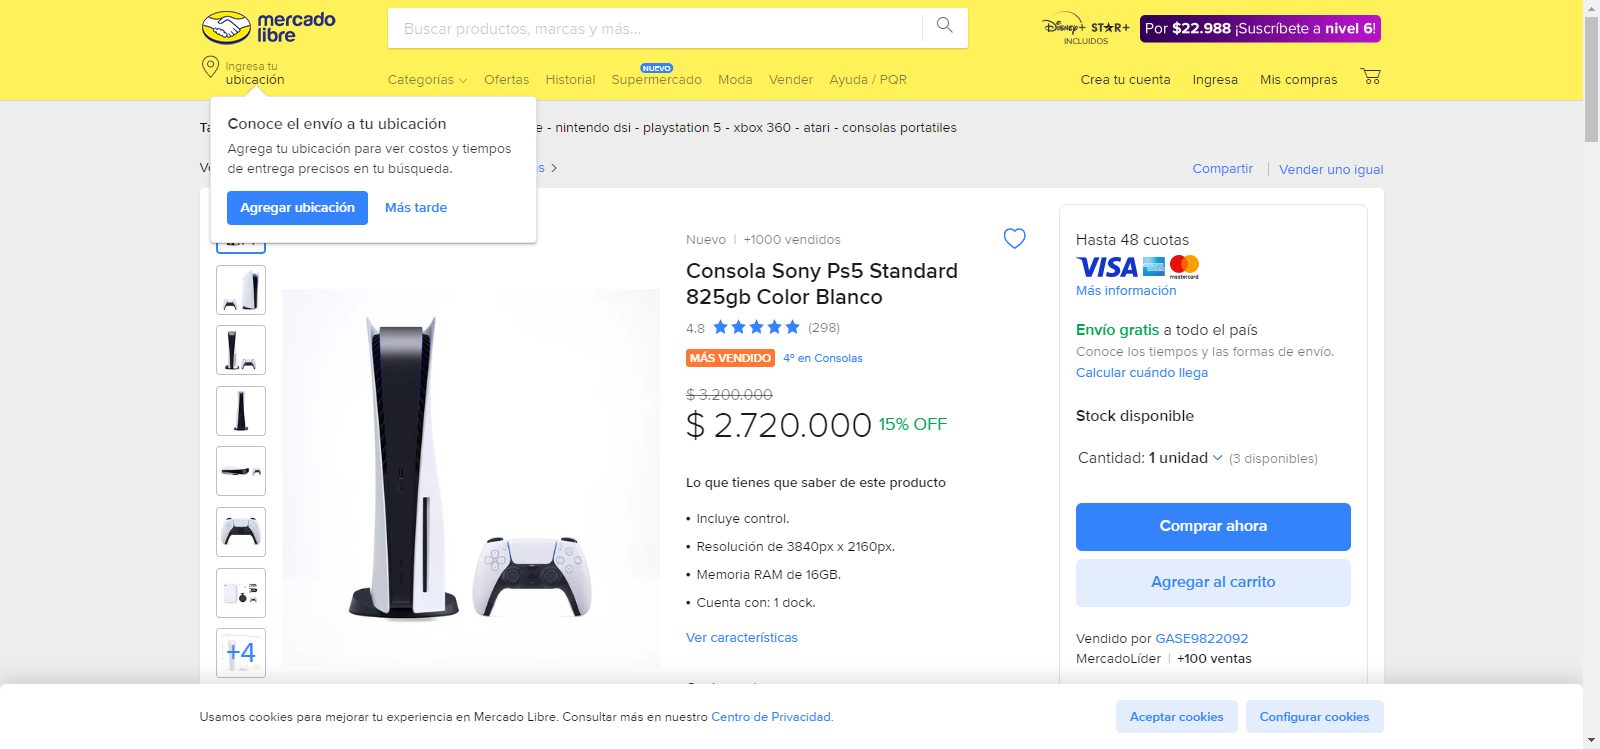 mercado
libre
Buscar productos, marcas y más...
Disney+ STAR+
INCLUIDOS
Por $22.988 ¡Suscríbete a nivel 6!
Ingresa tu
ubicación
Categorías
Ofertas
Historial
NUEVO
Supermercado
Moda
Vender
Ayuda / PQR
Crea tu cuenta
Ingresa
Mis compras
Conoce el envío a tu ubicación
Agrega tu ubicación para ver costos y tiempos
de entrega precisos en tu búsqueda.
Agregar ubicación
Más tarde
- nintendo dsi - playstation 5 - xbox 360 - atari - consolas portatiles
Compartir
Vender uno igual
+4
Nuevo | +1000 vendidos
Consola Sony Ps5 Standard
825gb Color Blanco
4.8 (298)
MÁS VENDIDO 4º en Consolas
$ 3.200.000
$ 2.720.000 15% OFF
Lo que tienes que saber de este producto
• Incluye control.
• Resolución de 3840px x 2160px.
• Memoria RAM de 16GB.
• Cuenta con: 1 dock.
Ver características
Hasta 48 cuotas
VISA
mastercard
Más información
Envío gratis a todo el país
Conoce los tiempos y las formas de envío.
Calcular cuándo llega
Stock disponible
Cantidad: 1 unidad (3 disponibles)
Comprar ahora
Agregar al carrito
Vendido por GASE9822092
MercadoLíder | +100 ventas
Usamos cookies para mejorar tu experiencia en Mercado Libre. Consultar más en nuestro Centro de Privacidad.
Aceptar cookies
Configurar cookies